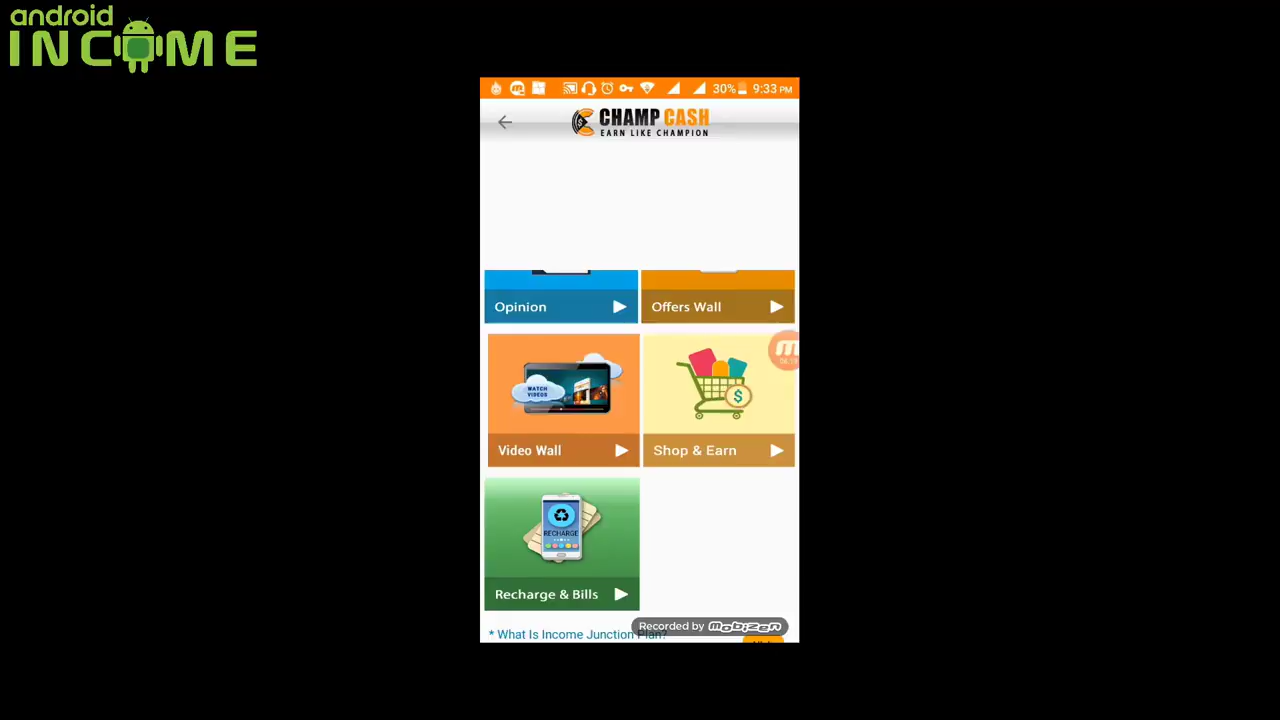 android
INCOME
30% 9:33 PM
CHAMP CASH
EARN LIKE CHAMPION
Opinion
Offers Wall
WATCH
VIDEOS
$
Video Wall
Shop & Earn
RECHARGE
Recharge & Bills
Recorded by mobizen
* What Is Income Junction Plan?